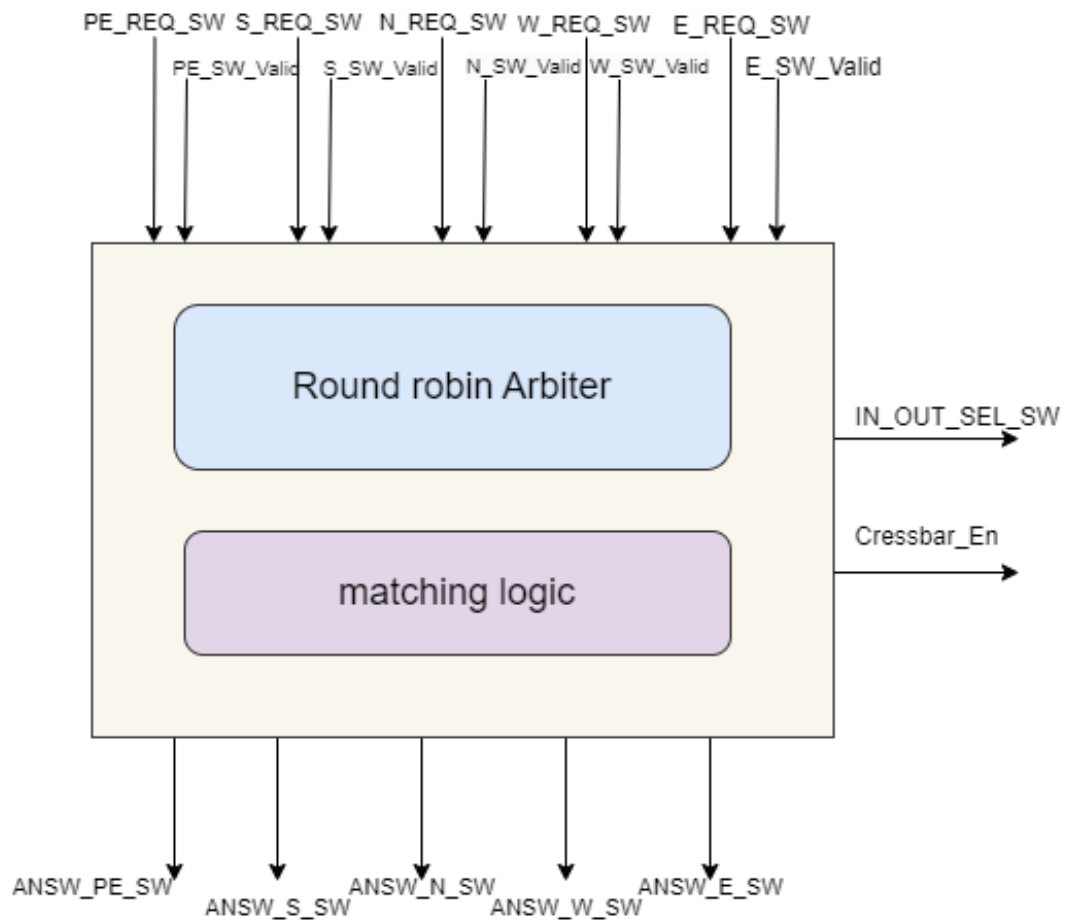 PE_REQ_SW S_REQ_SW N_REQ_SW W_REQ_SW E_REQ_SW
PE_SW_Valid S_SW_Valid N_SW_Valid W_SW_Valid E_SW_Valid
Round robin Arbiter
IN_OUT_SEL_SW
Cressbar_En
matching logic
ANSW_PE_SW ANSW_N_SW ANSW_E_SW
ANSW_S_SW ANSW_W_SW